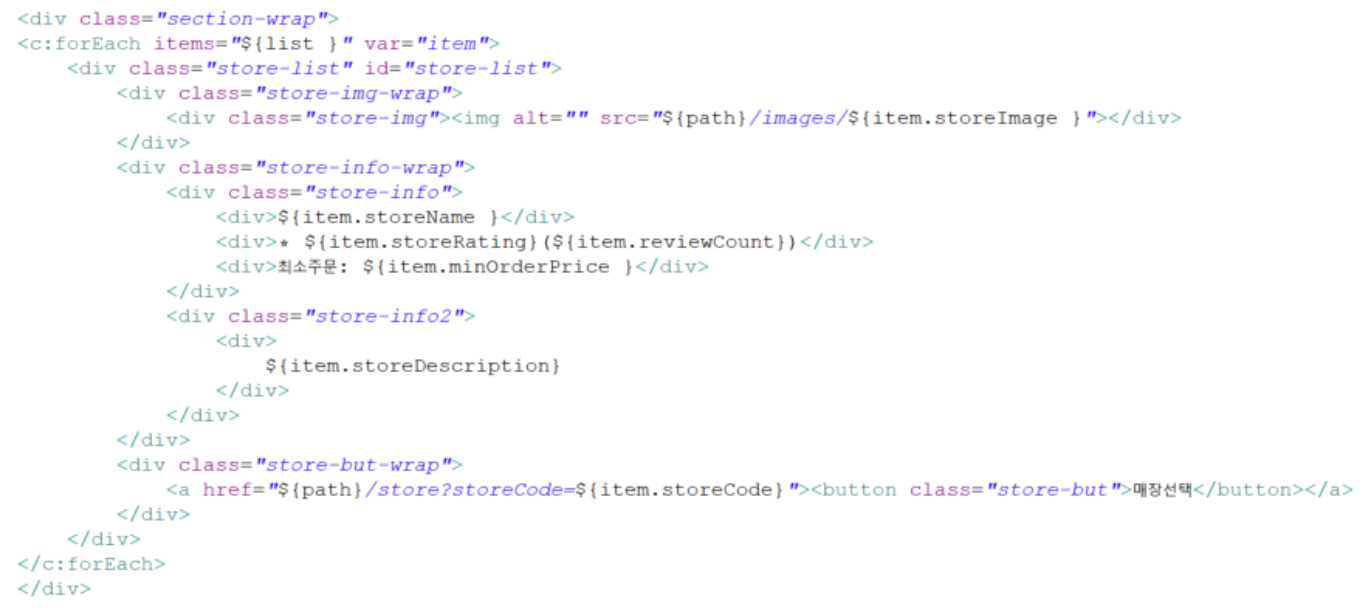 <div class="section-wrap">
<c:forEach items="${list }" var="item">
    <div class="store-list" id="store-list">
        <div class="store-img-wrap">
            <div class="store-img"><img alt="" src="${path}/images/${item.storeImage }"></div>
        </div>
        <div class="store-info-wrap">
            <div class="store-info">
                <div>${item.storeName }</div>
                <div>★ ${item.storeRating}(${item.reviewCount})</div>
                <div>최소주문: ${item.minOrderPrice }</div>
            </div>
            <div class="store-info2">
                <div>
                    ${item.storeDescription}
                </div>
            </div>
        </div>
        <div class="store-but-wrap">
            <a href="${path}/store?storeCode=${item.storeCode}"><button class="store-but">매장선택</button></a>
        </div>
    </div>
</c:forEach>
</div>